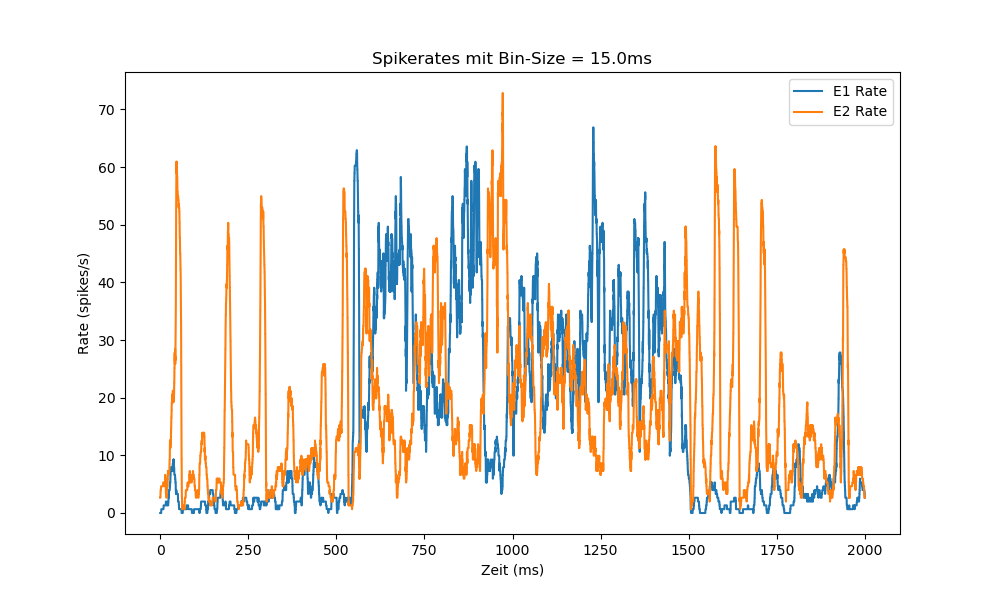 Spikerates mit Bin-Size = 15.0ms
E1 Rate
E2 Rate
Rate (spikes/s)
70
60
50
40
30
20
10
0
0 250 500 750 1000 1250 1500 1750 2000
Zeit (ms)